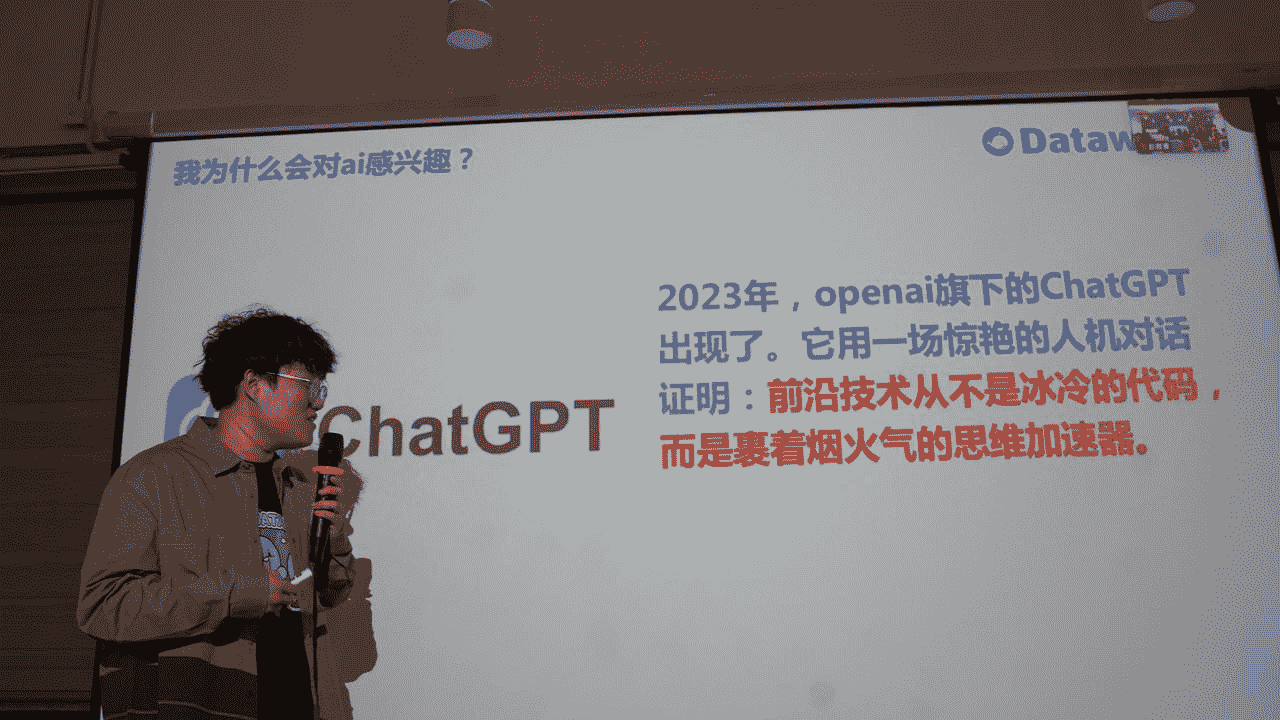 我为什么会对ai感兴趣？
Dataw
2023年，openai旗下的ChatGPT
出现了。它用一场惊艳的人机对话
证明：前沿技术从不是冰冷的代码，
而是裹着烟火气的思维加速器。
ChatGPT